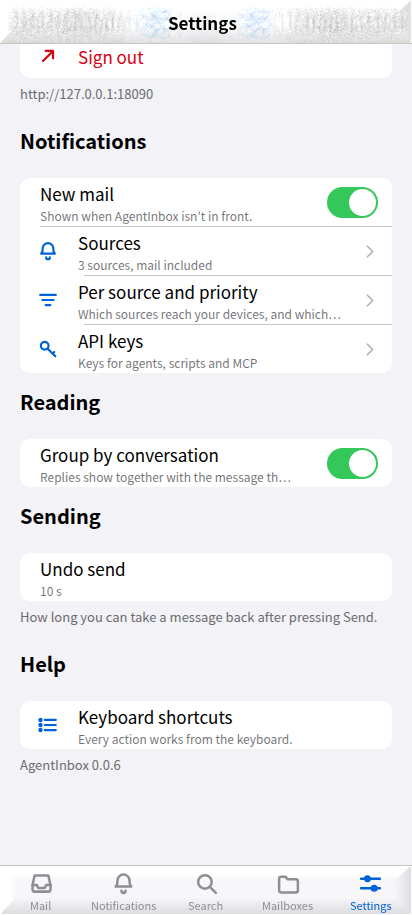 Settings
Sign out
http://127.0.0.1:18090
Notifications
New mail
Shown when AgentInbox isn't in front.
Sources
3 sources, mail included
Per source and priority
Which sources reach your devices, and which…
API keys
Keys for agents, scripts and MCP
Reading
Group by conversation
Replies show together with the message th…
Sending
Undo send
10 s
How long you can take a message back after pressing Send.
Help
Keyboard shortcuts
Every action works from the keyboard.
AgentInbox 0.0.6
Mail Notifications Search Mailboxes Settings